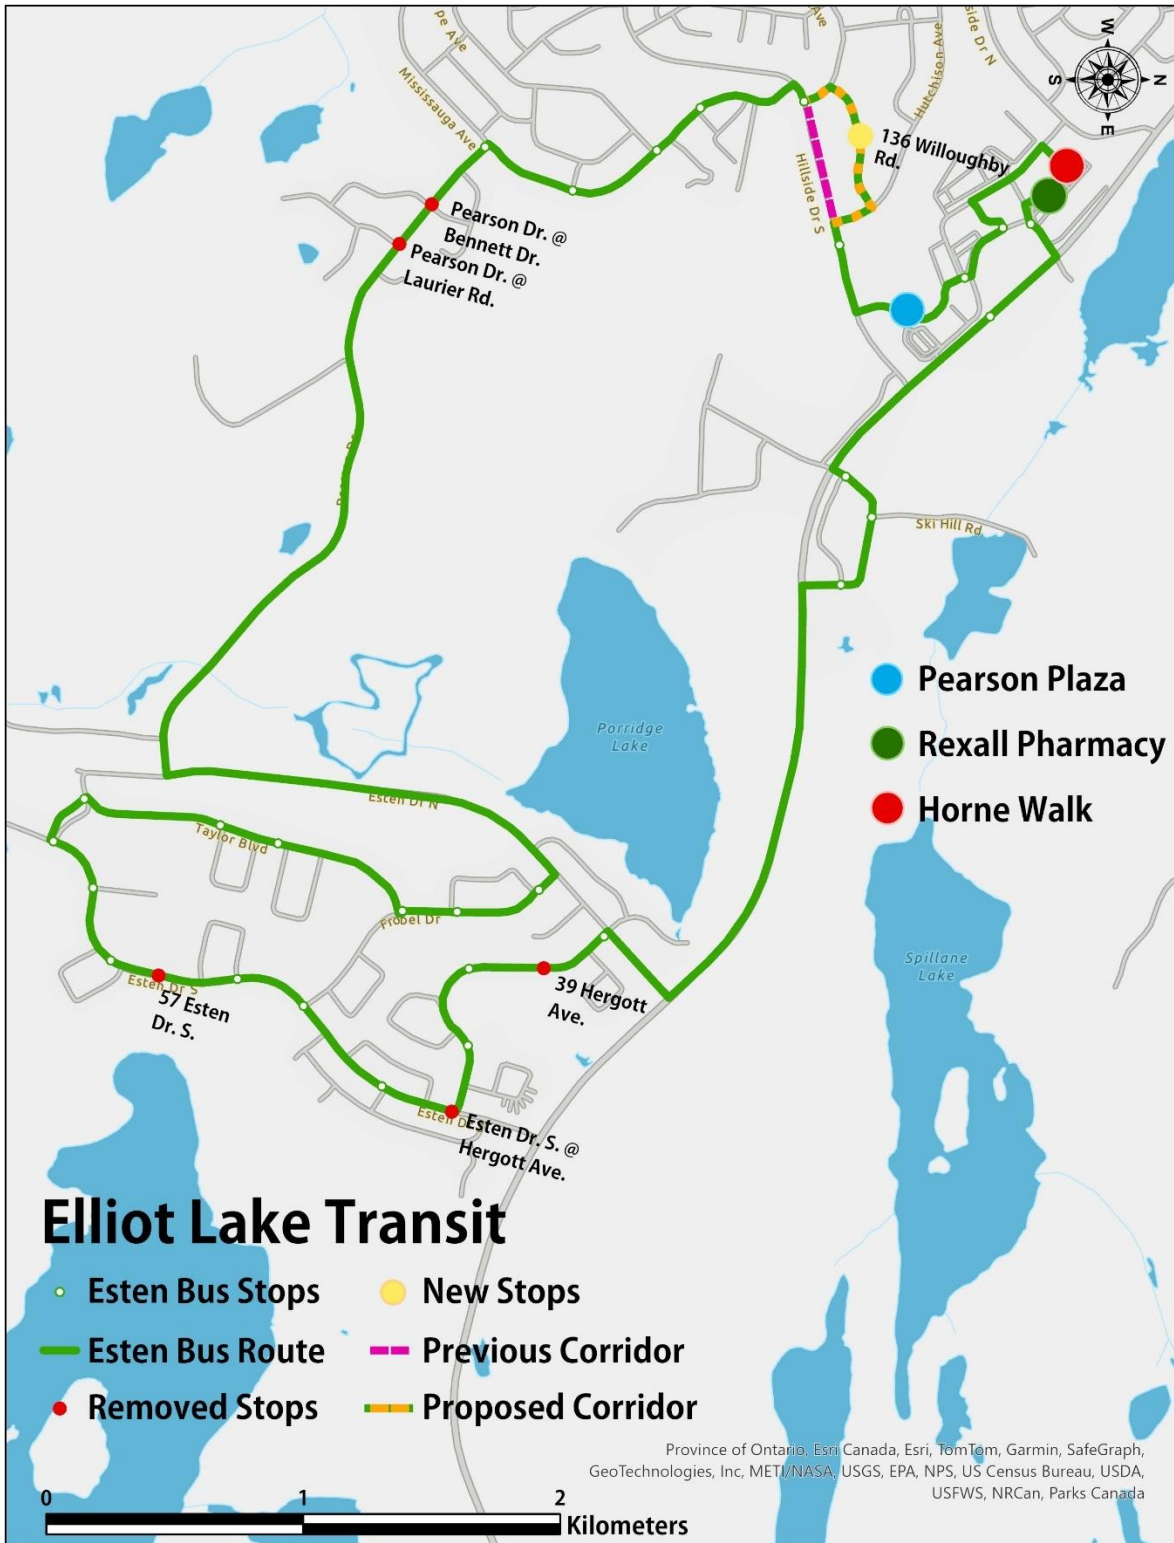 pe Ave
Ave
side Dr N
W
S
N
E
Mississauga Ave
Hutchison Ave
136 Willoughby
Rd.
Hillside Dr S
Pearson Dr. @
Bennett Dr.
Pearson Dr. @
Laurier Rd.
Ski Hill Rd
Porridge
Lake
Pearson Plaza
Rexall Pharmacy
Horne Walk
Esten Dr N
Taylor Blvd
Frobel Dr
Spillane
Lake
Esten Dr S
57 Esten
Dr. S.
39 Hergott
Ave.
Esten D
Esten Dr. S. @
Hergott Ave.
Elliot Lake Transit
Esten Bus Stops
New Stops
Esten Bus Route
Previous Corridor
Removed Stops
Proposed Corridor
Province of Ontario, Esri Canada, Esri, TomTom, Garmin, SafeGraph,
GeoTechnologies, Inc, METI/NASA, USGS, EPA, NPS, US Census Bureau, USDA,
USFWS, NRCan, Parks Canada
0
1
2
Kilometers